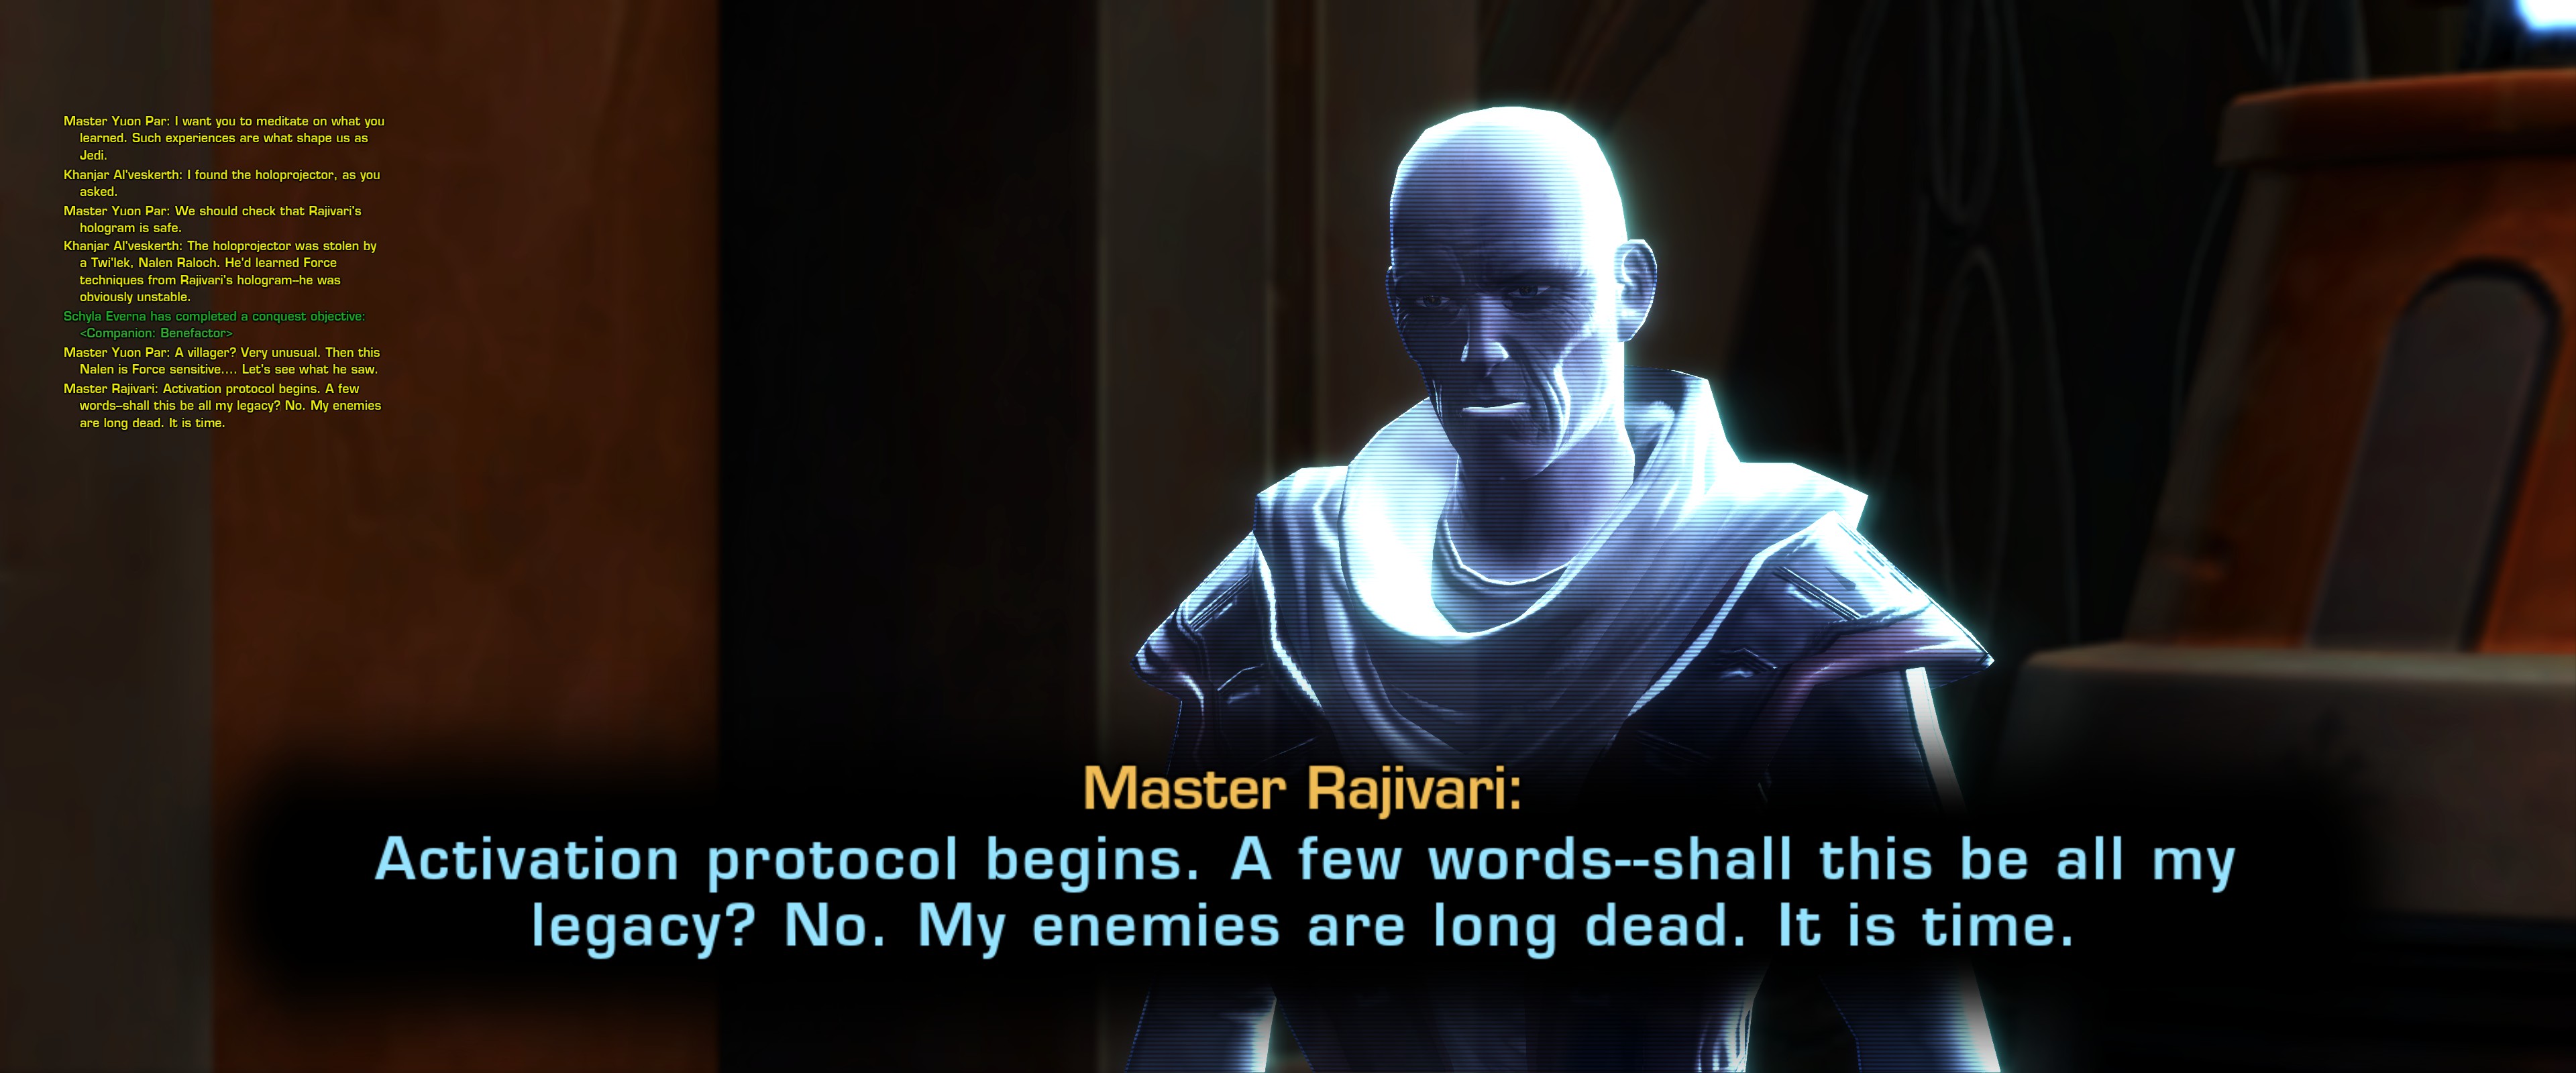 Master Yuon Par: I want you to meditate on what you
learned. Such experiences are what shape us as
Jedi.
Khanjar Al'veskerth: I found the holoprojector, as you
asked.
Master Yuon Par: We should check that Rajivari's
hologram is safe.
Khanjar Al'veskerth: The holoprojector was stolen by
a Twi'lek, Nalen Raloch. He'd learned Force
techniques from Rajivari's hologram--he was
obviously unstable.
Schyla Everna has completed a conquest objective:
<Companion: Benefactor>
Master Yuon Par: A villager? Very unusual. Then this
Nalen is Force sensitive.... Let's see what he saw.
Master Rajivari: Activation protocol begins. A few
words--shall this be all my legacy? No. My enemies
are long dead. It is time.
Master Rajivari:
Activation protocol begins. A few words--shall this be all my
legacy? No. My enemies are long dead. It is time.